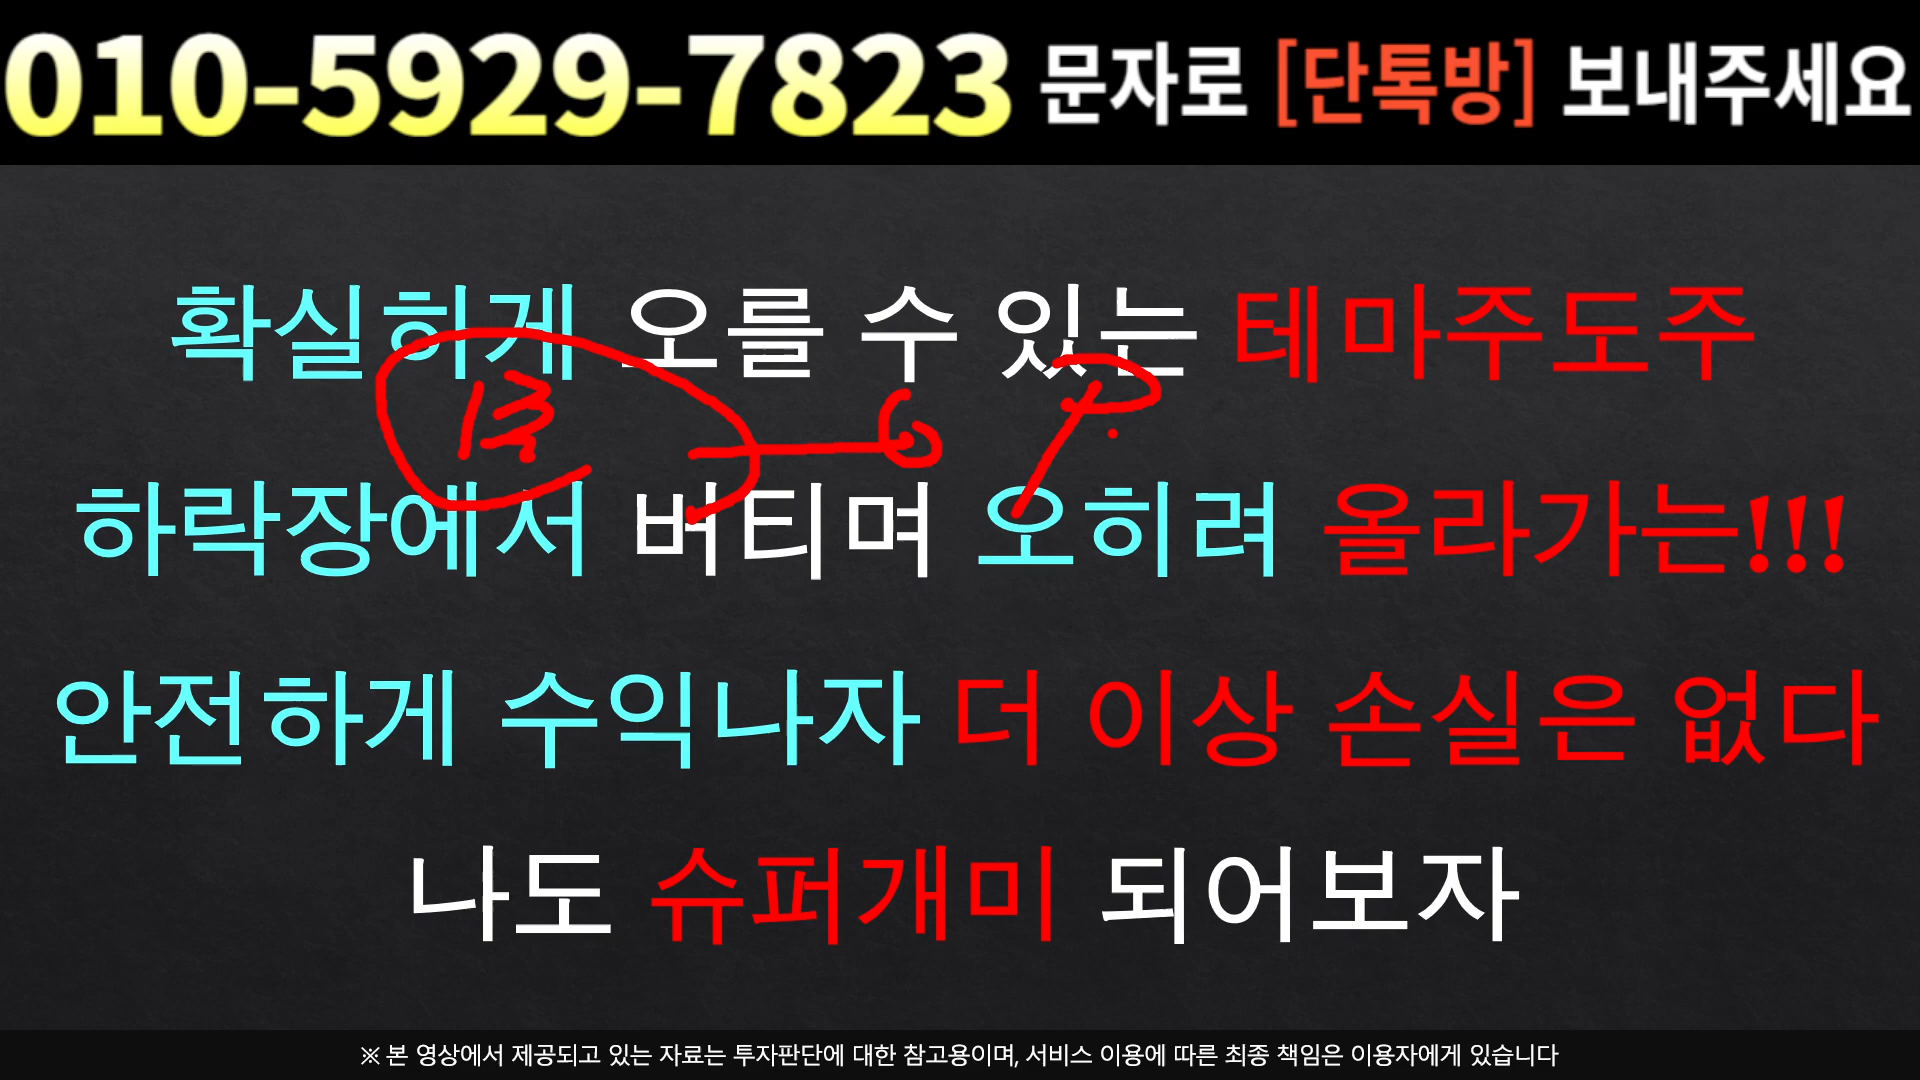 010-5929-7823 문자로 [단톡방] 보내주세요
확실하게 오를 수 있는 테마주도주
13
하락장에서 버티며 오히려 올라가는!!!
안전하게 수익나자 더 이상 손실은 없다
나도 슈퍼개미 되어보자
※ 본 영상에서 제공되고 있는 자료는 투자판단에 대한 참고용이며, 서비스 이용에 따른 최종 책임은 이용자에게 있습니다